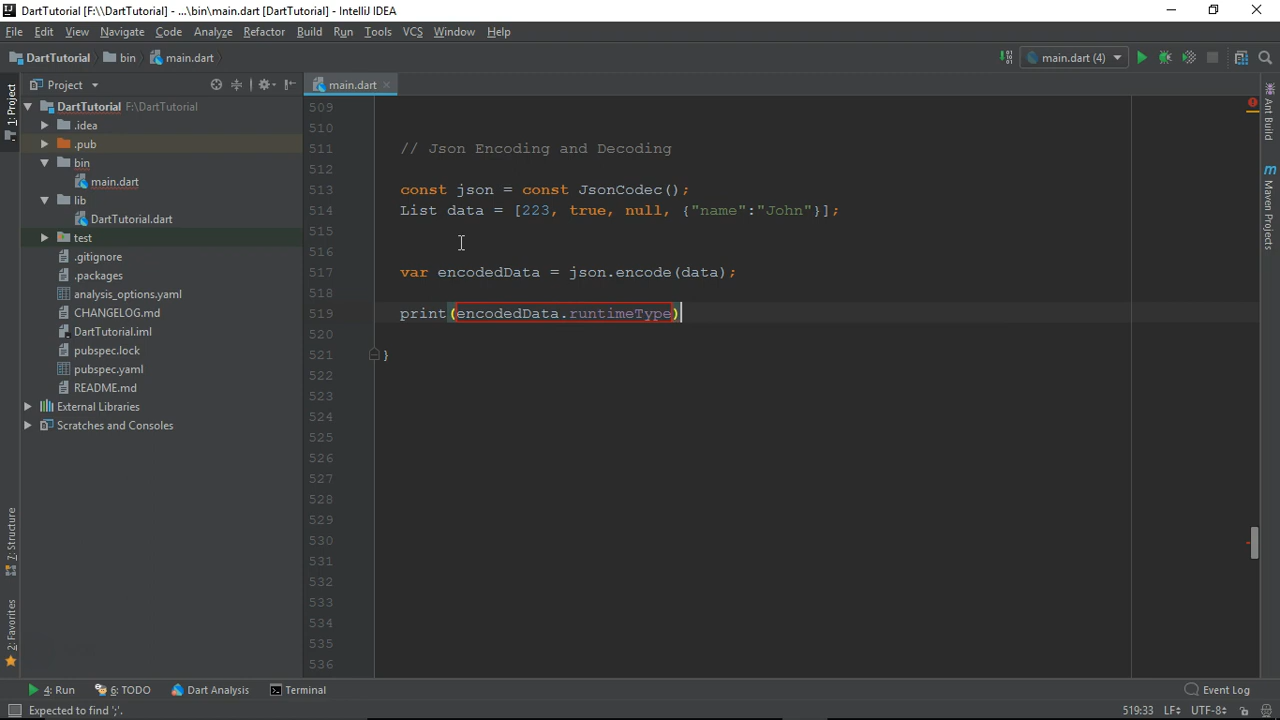 DartTutorial [F:\\DartTutorial] - ...\bin\main.dart [DartTutorial] - IntelliJ IDEA
File Edit View Navigate Code Analyze Refactor Build Run Tools VCS Window Help
DartTutorial bin main.dart
main.dart (4)
Project
main.dart
1: Project
7: Structure
2: Favorites
DartTutorial F:\DartTutorial
.idea
.pub
bin
main.dart
lib
DartTutorial.dart
test
.gitignore
.packages
analysis_options.yaml
CHANGELOG.md
DartTutorial.iml
pubspec.lock
pubspec.yaml
README.md
External Libraries
Scratches and Consoles
509
510
511 // Json Encoding and Decoding
512
513 const json = const JsonCodec();
514 List data = [223, true, null, {"name":"John"}];
515
516
517 var encodedData = json.encode(data);
518
519 print(encodedData.runtimeType)
520
521 }
522
523
524
525
526
527
528
529
530
531
532
533
534
535
536
Ant Build
Maven Projects
4: Run 6: TODO Dart Analysis Terminal Event Log
Expected to find ';'. 519:33 LF UTF-8